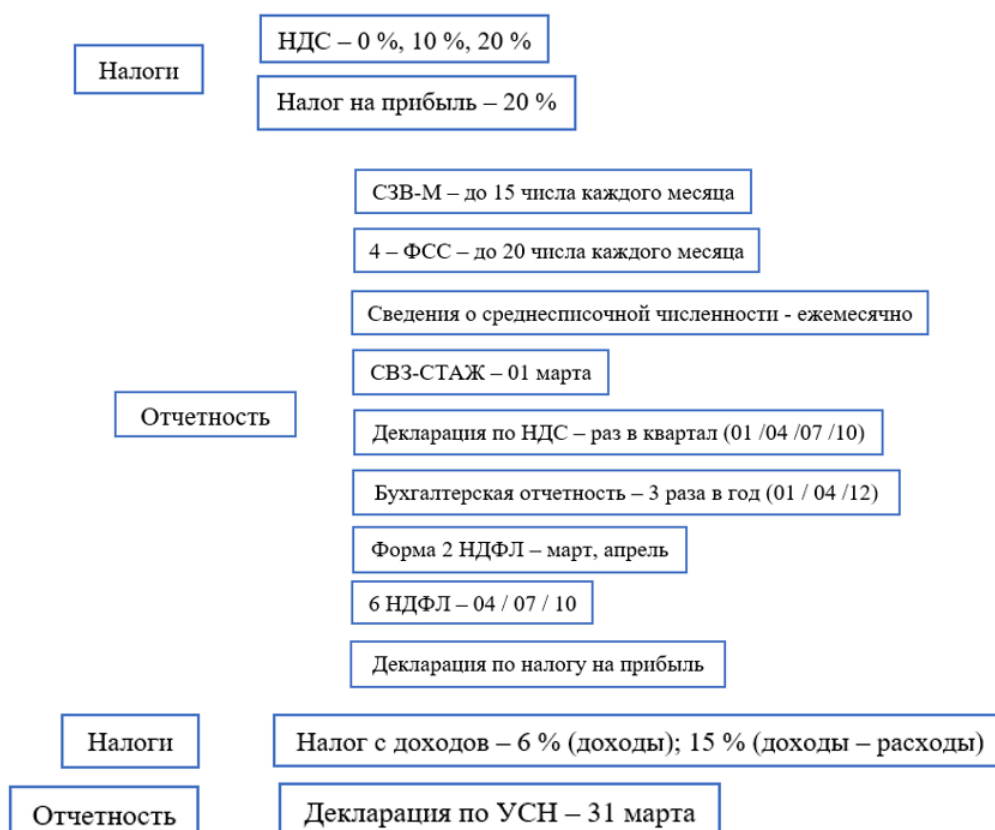 НДС – 0 %, 10 %, 20 %
Налоги
Налог на прибыль – 20 %
СЗВ-М – до 15 числа каждого месяца
4 – ФСС – до 20 числа каждого месяца
Сведения о среднесписочной численности - ежемесячно
СВЗ-СТАЖ – 01 марта
Отчетность
Декларация по НДС – раз в квартал (01 /04 /07 /10)
Бухгалтерская отчетность – 3 раза в год (01 / 04 /12)
Форма 2 НДФЛ – март, апрель
6 НДФЛ – 04 / 07 / 10
Декларация по налогу на прибыль
Налоги
Налог с доходов – 6 % (доходы); 15 % (доходы – расходы)
Отчетность
Декларация по УСН – 31 марта